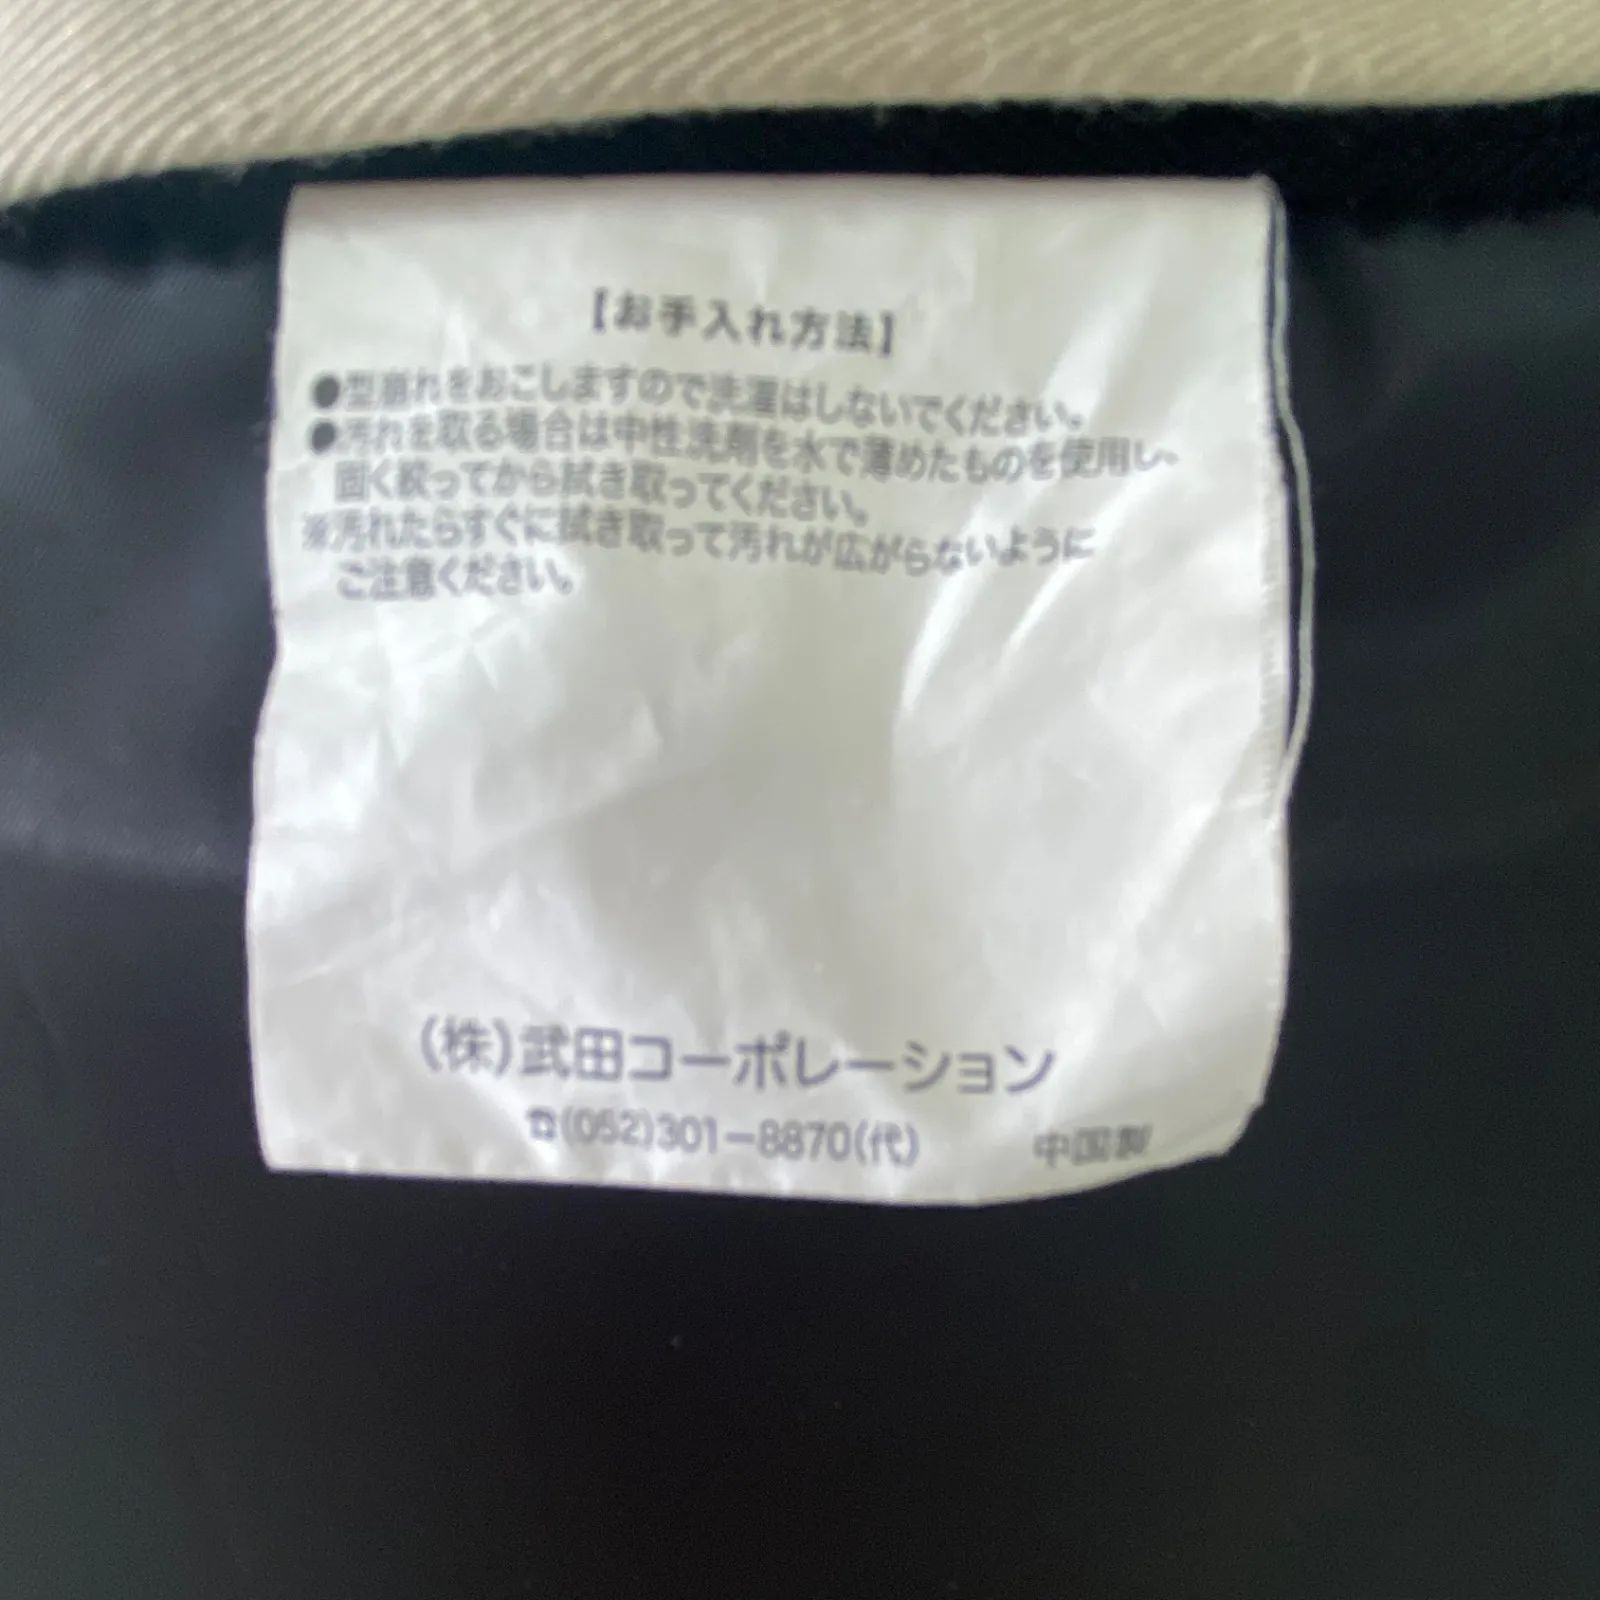 【お手入れ方法】
●型崩れをおこしますので洗濯はしないでください。
●汚れを取る場合は中性洗剤を水で薄めたものを使用し、
固く絞ってから拭き取ってください。
※汚れたらすぐに拭き取って汚れが広がらないように
ご注意ください。
(株)武田コーポレーション
☎(052)301-8870(代) 中国製